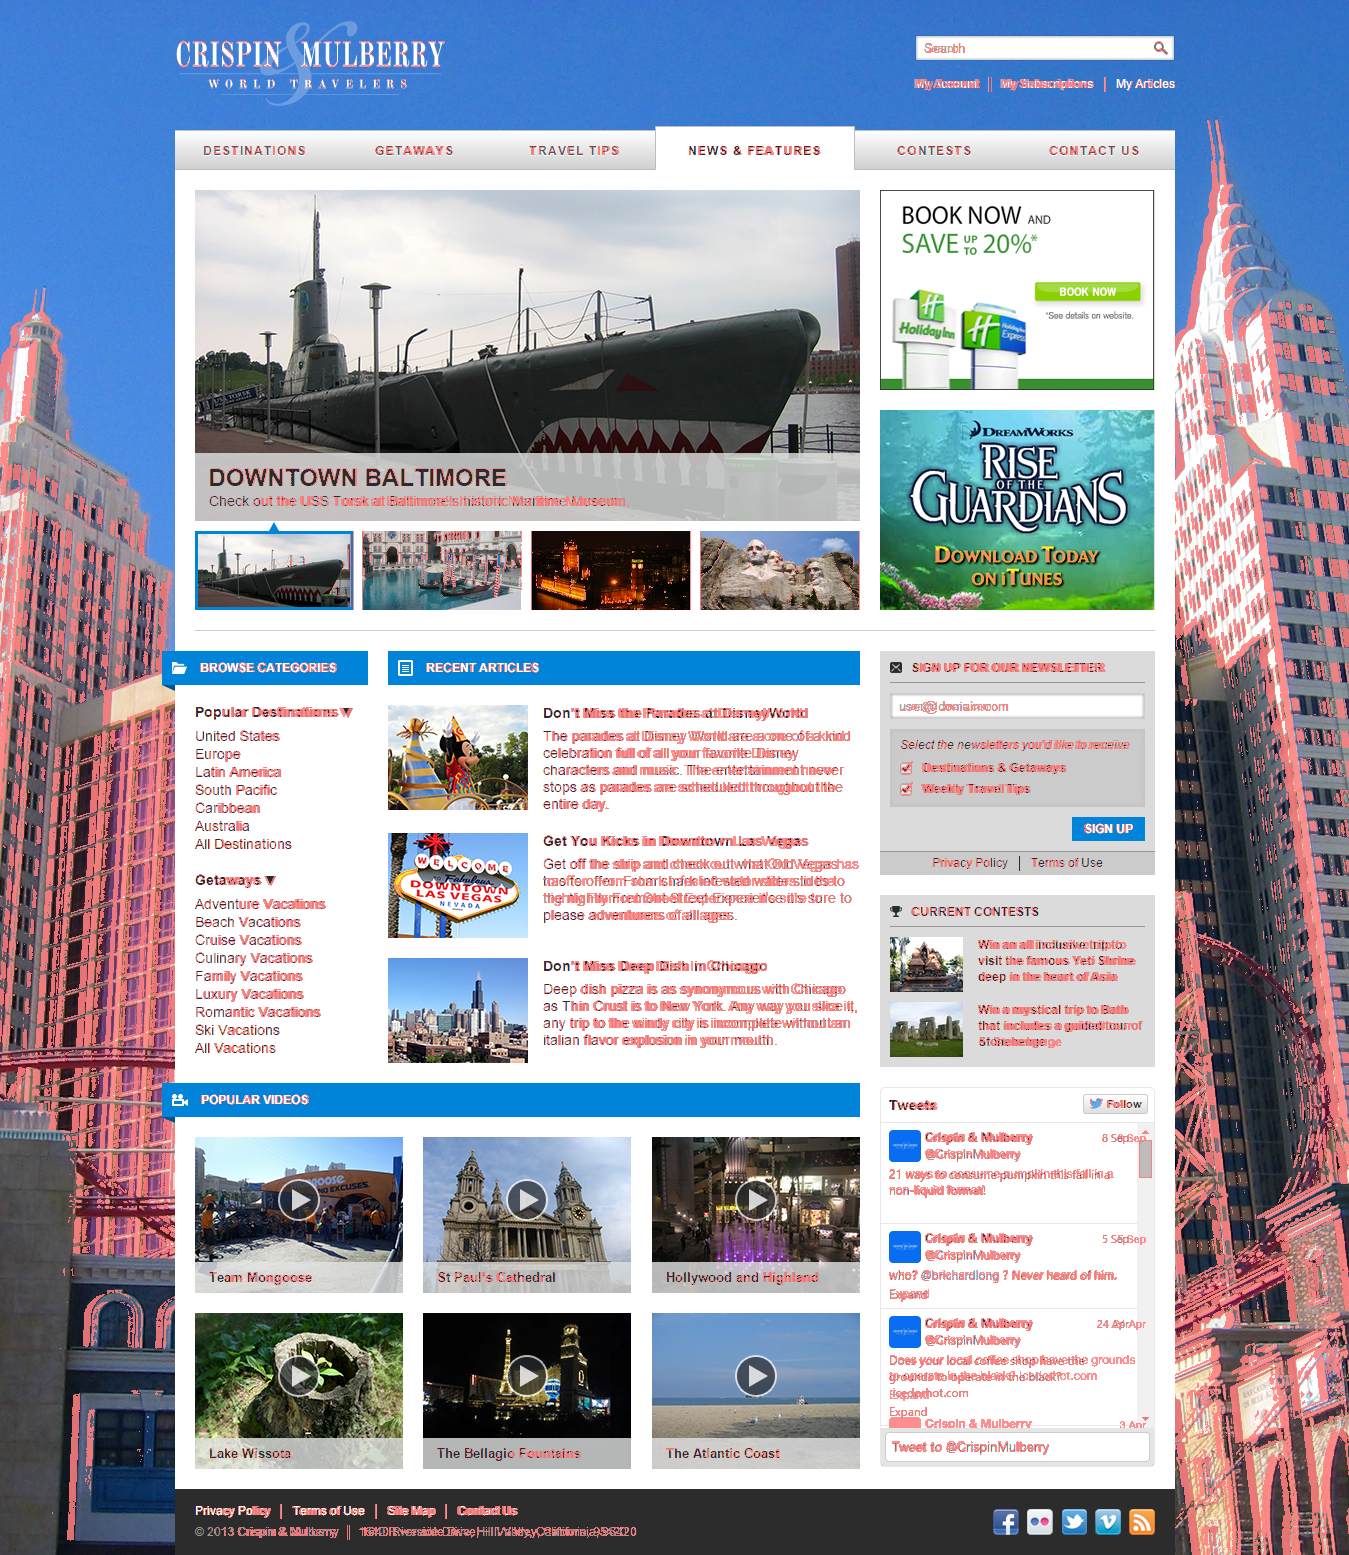 CRISPIN & MULBERRY
WORLD TRAVELERS
Search
My Account
My Subscriptions
My Articles
DESTINATIONS
GETAWAYS
TRAVEL TIPS
NEWS & FEATURES
CONTESTS
CONTACT US
DOWNTOWN BALTIMORE
Check out the USS Torsk at Baltimore's historic Maritime Museum.
BOOK NOW AND
SAVE UP TO 20%*
BOOK NOW
*See details on website.
Holiday Inn
Holiday Inn
Express
DREAMWORKS
RISE
OF THE
GUARDIANS
DOWNLOAD TODAY
ON iTUNES
BROWSE CATEGORIES
Popular Destinations ▼
United States
Europe
Latin America
South Pacific
Caribbean
Australia
All Destinations
Getaways ▼
Adventure Vacations
Beach Vacations
Cruise Vacations
Culinary Vacations
Family Vacations
Luxury Vacations
Romantic Vacations
Ski Vacations
All Vacations
RECENT ARTICLES
Don't Miss the Parades at Disney World
The parades at Disney World are a one of a kind
celebration full of all your favorite Disney
characters and music. The entertainment never
stops as parades are scheduled throughout the
entire day.
WELCOME
TO Fabulous
DOWNTOWN
LAS VEGAS
NEVADA
Get You Kicks in Downtown Las Vegas
Get off the strip and check out what Old Vegas has
to offer. From shark infested water slides to
the nightly Fremont Street Experience it's sure to
please adventurers of all ages.
Don't Miss Deep Dish in Chicago
Deep dish pizza is as synonymous with Chicago
as Thin Crust is to New York. Any way you slice it,
any trip to the windy city is incomplete without an
italian flavor explosion in your mouth.
SIGN UP FOR OUR NEWSLETTER
user@domain.com
Select the newsletters you'd like to receive
Destinations & Getaways
Weekly Travel Tips
SIGN UP
Privacy Policy
Terms of Use
CURRENT CONTESTS
Win an all inclusive trip to
visit the famous Yeti Shrine
deep in the heart of Asia
Win a mystical trip to Bath
that includes a guided tour of
Stonehenge
POPULAR VIDEOS
Team Mongoose
St Paul's Cathedral
Hollywood and Highland
Lake Wissota
The Bellagio Fountains
The Atlantic Coast
Tweets
Follow
Crispin & Mulberry
8 Sep
@CrispinMulberry
21 ways to consume pumpkin this fall in a
non-liquid format!
Crispin & Mulberry
5 Sep
@CrispinMulberry
who? @brichardlong ? Never heard of him.
Expand
Crispin & Mulberry
24 Apr
@CrispinMulberry
Does your local coffee shop have the grounds
to operate in the black? icedorhot.com
Expand
Crispin & Mulberry
3 Apr
Tweet to @CrispinMulberry
Privacy Policy
Terms of Use
Site Map
Contact Us
© 2013 Crispin & Mulberry